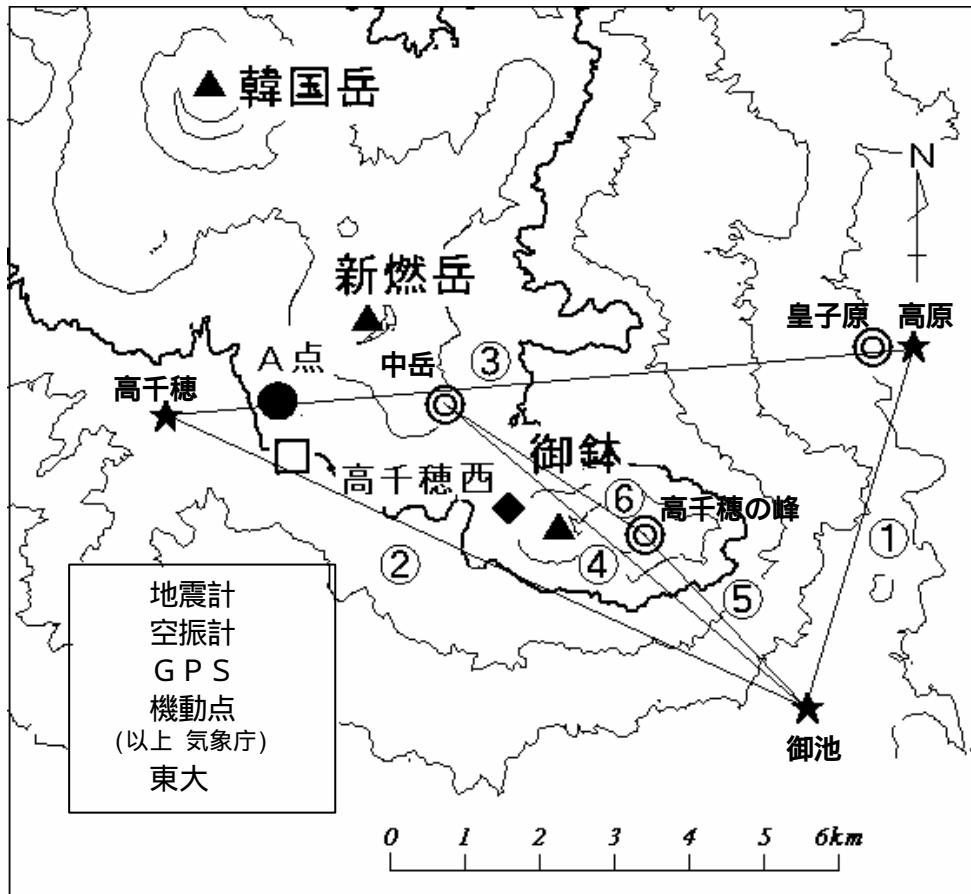 韓国岳
N
新燃岳
皇子原
高原
A点
中岳
③
高千穂
御鉢
高千穂西
⑥
高千穂の峰
①
②
④
⑤
地震計
空振計
GPS
機動点
(以上 気象庁)
東大
御池
0 1 2 3 4 5 6km